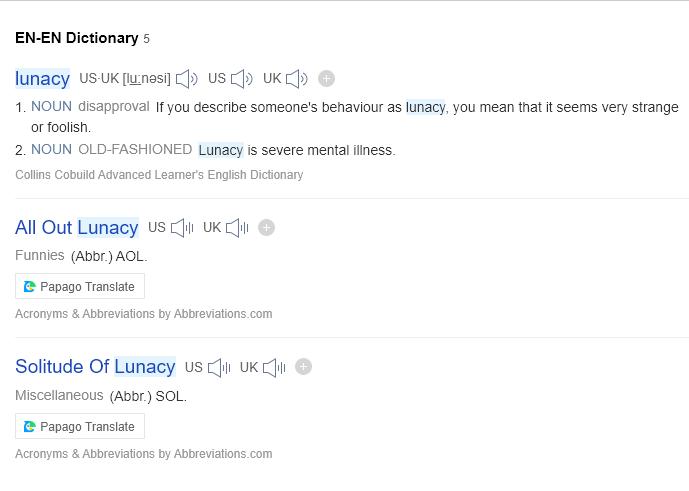 EN-EN Dictionary 5
lunacy US·UK [lu:nəsi] US UK
1. NOUN disapproval If you describe someone's behaviour as lunacy, you mean that it seems very strange
or foolish.
2. NOUN OLD-FASHIONED Lunacy is severe mental illness.
Collins Cobuild Advanced Learner's English Dictionary
All Out Lunacy US UK
Funnies (Abbr.) AOL.
Papago Translate
Acronyms & Abbreviations by Abbreviations.com
Solitude Of Lunacy US UK
Miscellaneous (Abbr.) SOL.
Papago Translate
Acronyms & Abbreviations by Abbreviations.com